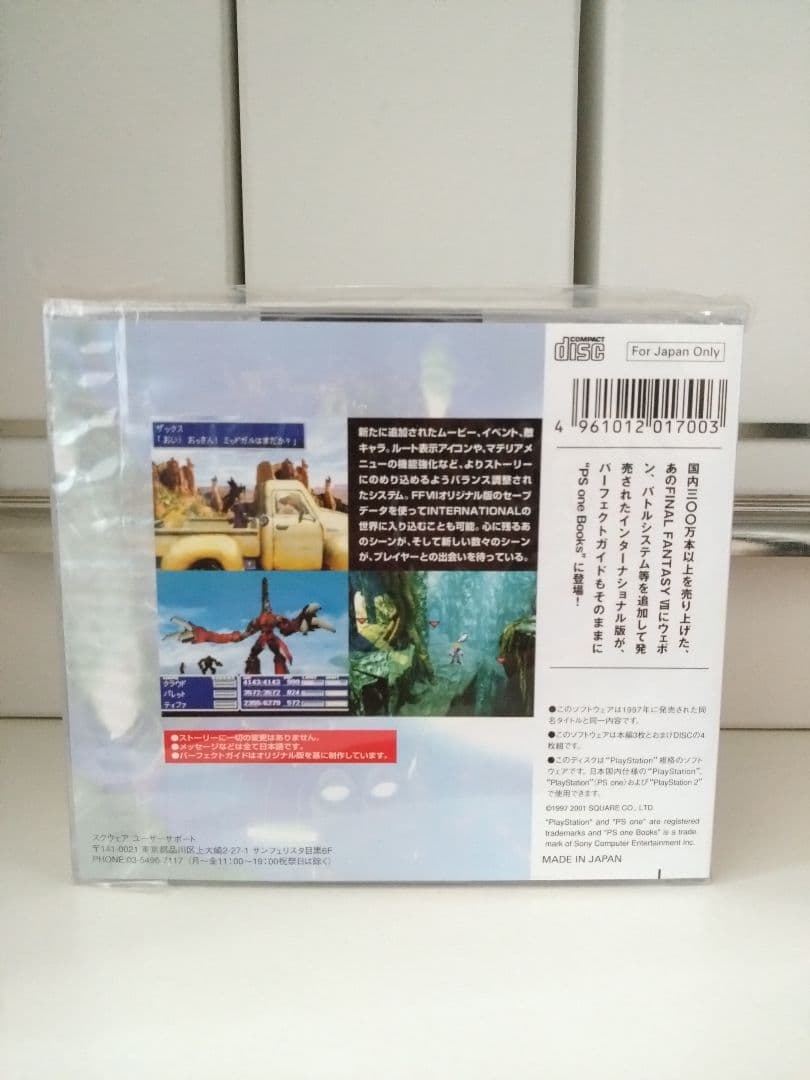 COMPACT
disc
For Japan Only
4 961012 017003
ザックス
「おい! おっさん! ミッドガルはまだか?」
新たに追加されたムービー、イベント、敵
キャラ。ルート表示アイコンや、マテリアメ
ニューの機能強化など、よりストーリー
にのめり込めるようバランス調整され
たシステム。FFⅦオリジナル版のセーブ
データを使ってINTERNATIONALの
世界に入り込むことも可能。心に残るあ
のシーンが、そして新しい数々のシーン
が、プレイヤーとの出会いを待っている。
国内三〇〇万本以上を売り上げた、
あのFINAL FANTASY Ⅶにウェポ
ン、バトルシステム等を追加して発
売されたインターナショナル版が、
パーフェクトガイドもそのままに
"PS one Books"に登場!
クラウド 4143/4143 999
バレット 3572/3572 824
ティファ 572
●ストーリーに一切の変更はありません。
●メッセージなどは全て日本語です。
●パーフェクトガイドはオリジナル版を基に制作しています。
●このソフトウェアは1997年に発売された同
名タイトルと同一内容です。
●このソフトウェアは本編3枚とおまけDISCの4
枚組です。
●このディスクは"PlayStation"規格のソフト
ウェアです。日本国内仕様の"PlayStation"、
"PlayStation"(PS one)および"PlayStation 2"
で使用できます。
©1997 2001 SQUARE CO., LTD.
"PlayStation" and "PS one" are registered
trademarks and "PS one Books" is a trade
mark of Sony Computer Entertainment Inc.
MADE IN JAPAN
スクウェア ユーザーサポート
〒141-0021 東京都品川区上大崎2-27-1 サンフェリスタ目黒6F
PHONE:03-5496-7117 (月〜金11:00〜19:00祝祭日は除く)